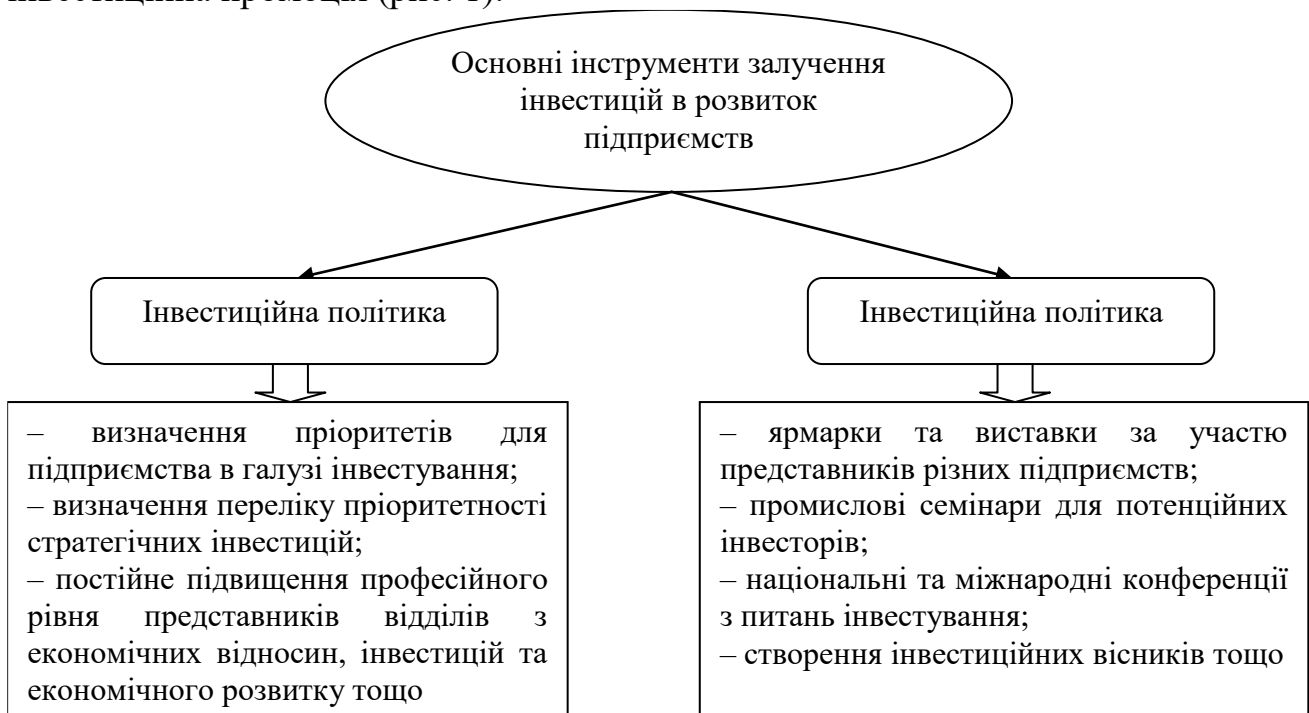 інвестиційна промоція (рис. 1).
Основні інструменти залучення
інвестицій в розвиток
підприємств
Інвестиційна політика
Інвестиційна політика
– визначення пріоритетів для
підприємства в галузі інвестування;
– визначення переліку пріоритетності
стратегічних інвестицій;
– постійне підвищення професійного
рівня представників відділів з
економічних відносин, інвестицій та
економічного розвитку тощо
– ярмарки та виставки за участю
представників різних підприємств;
– промислові семінари для потенційних
інвесторів;
– національні та міжнародні конференції
з питань інвестування;
– створення інвестиційних вісників тощо